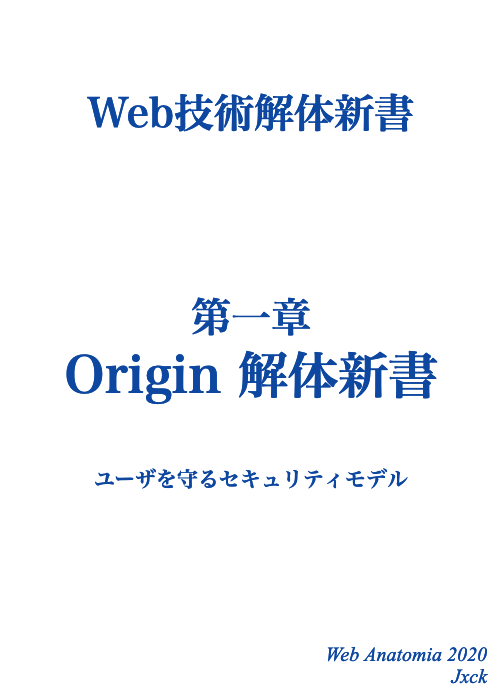 Web技術解体新書
第一章
Origin 解体新書
ユーザを守るセキュリティモデル
Web Anatomia 2020
Jxck